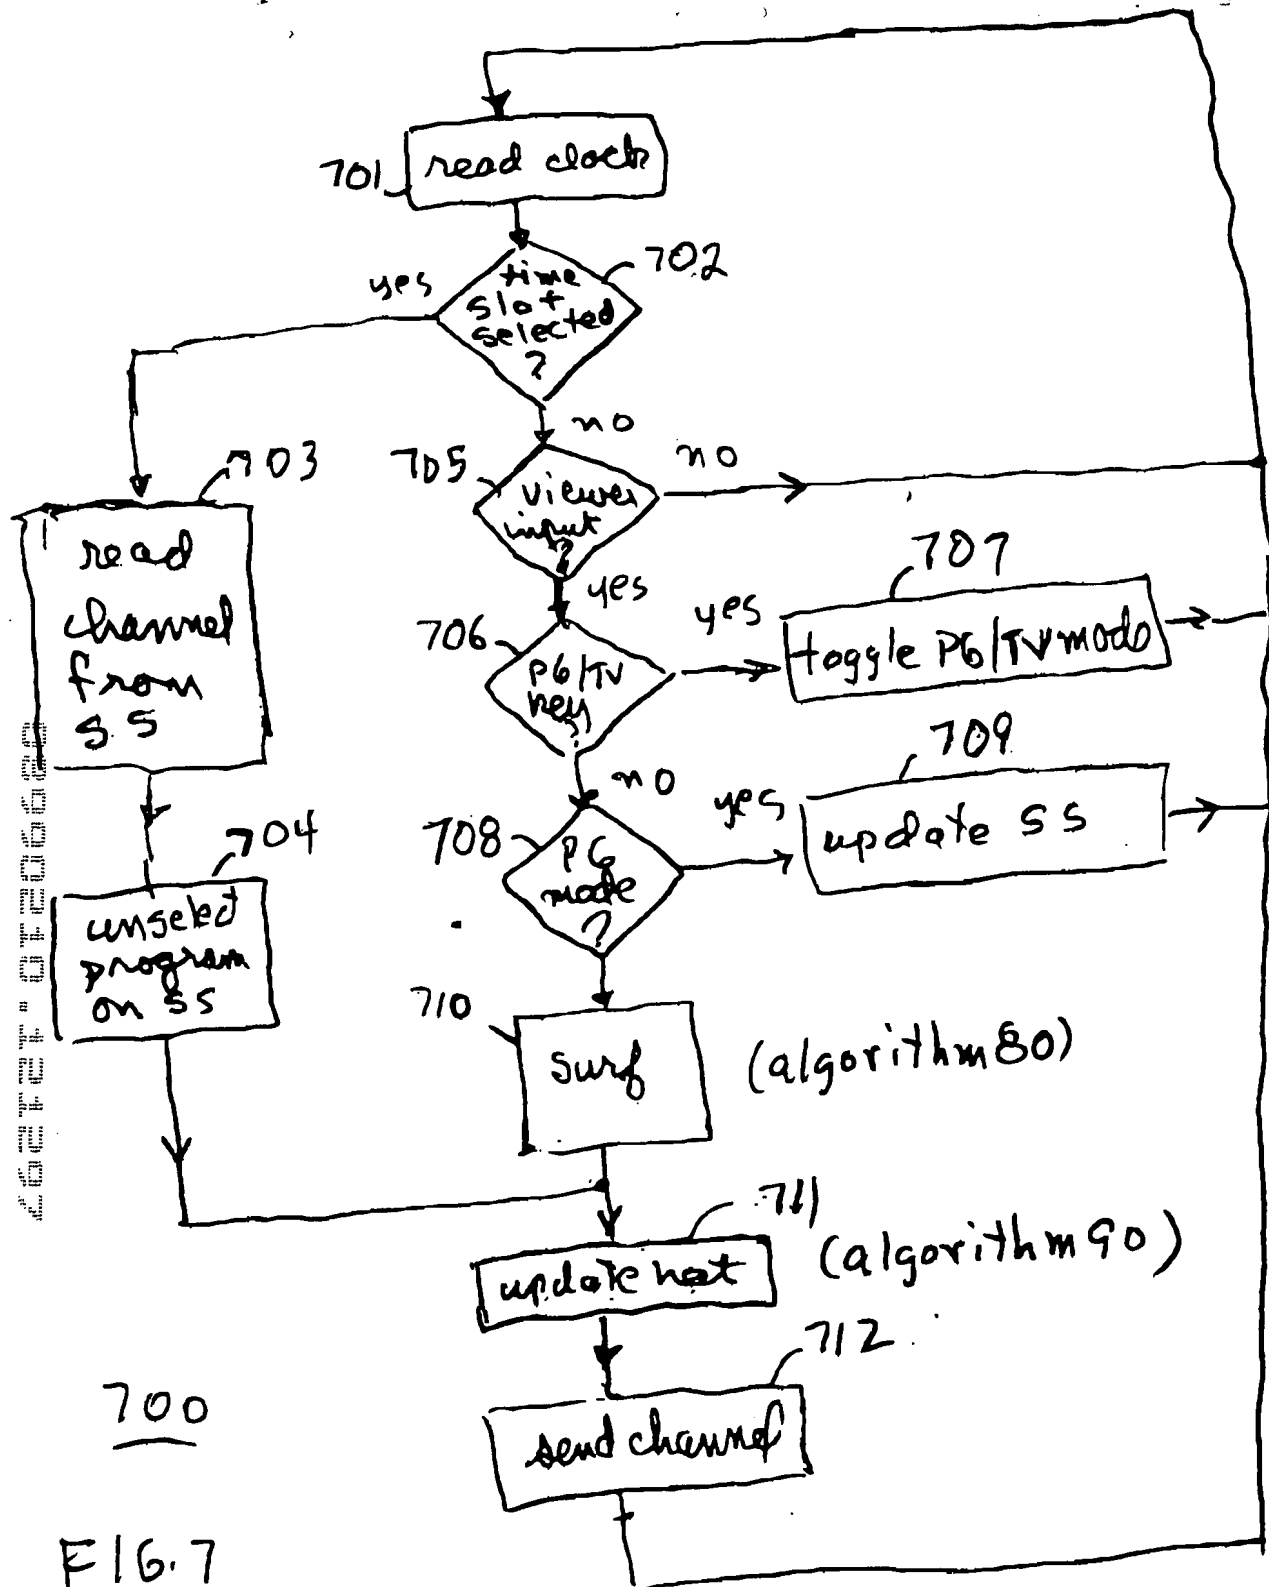 701
read clock
702
yes
time
slot
selected
?
no
703
705
no
viewer
input
?
read
channel
from
SS
yes
707
706
yes
toggle PG/TV mode
PG/TV
key
?
709
no
yes
update SS
704
708
PG
mode
?
unselect
program
on SS
710
surf
(algorithm 80)
711
update
(algorithm 90)
712
send channel
700
FIG. 7